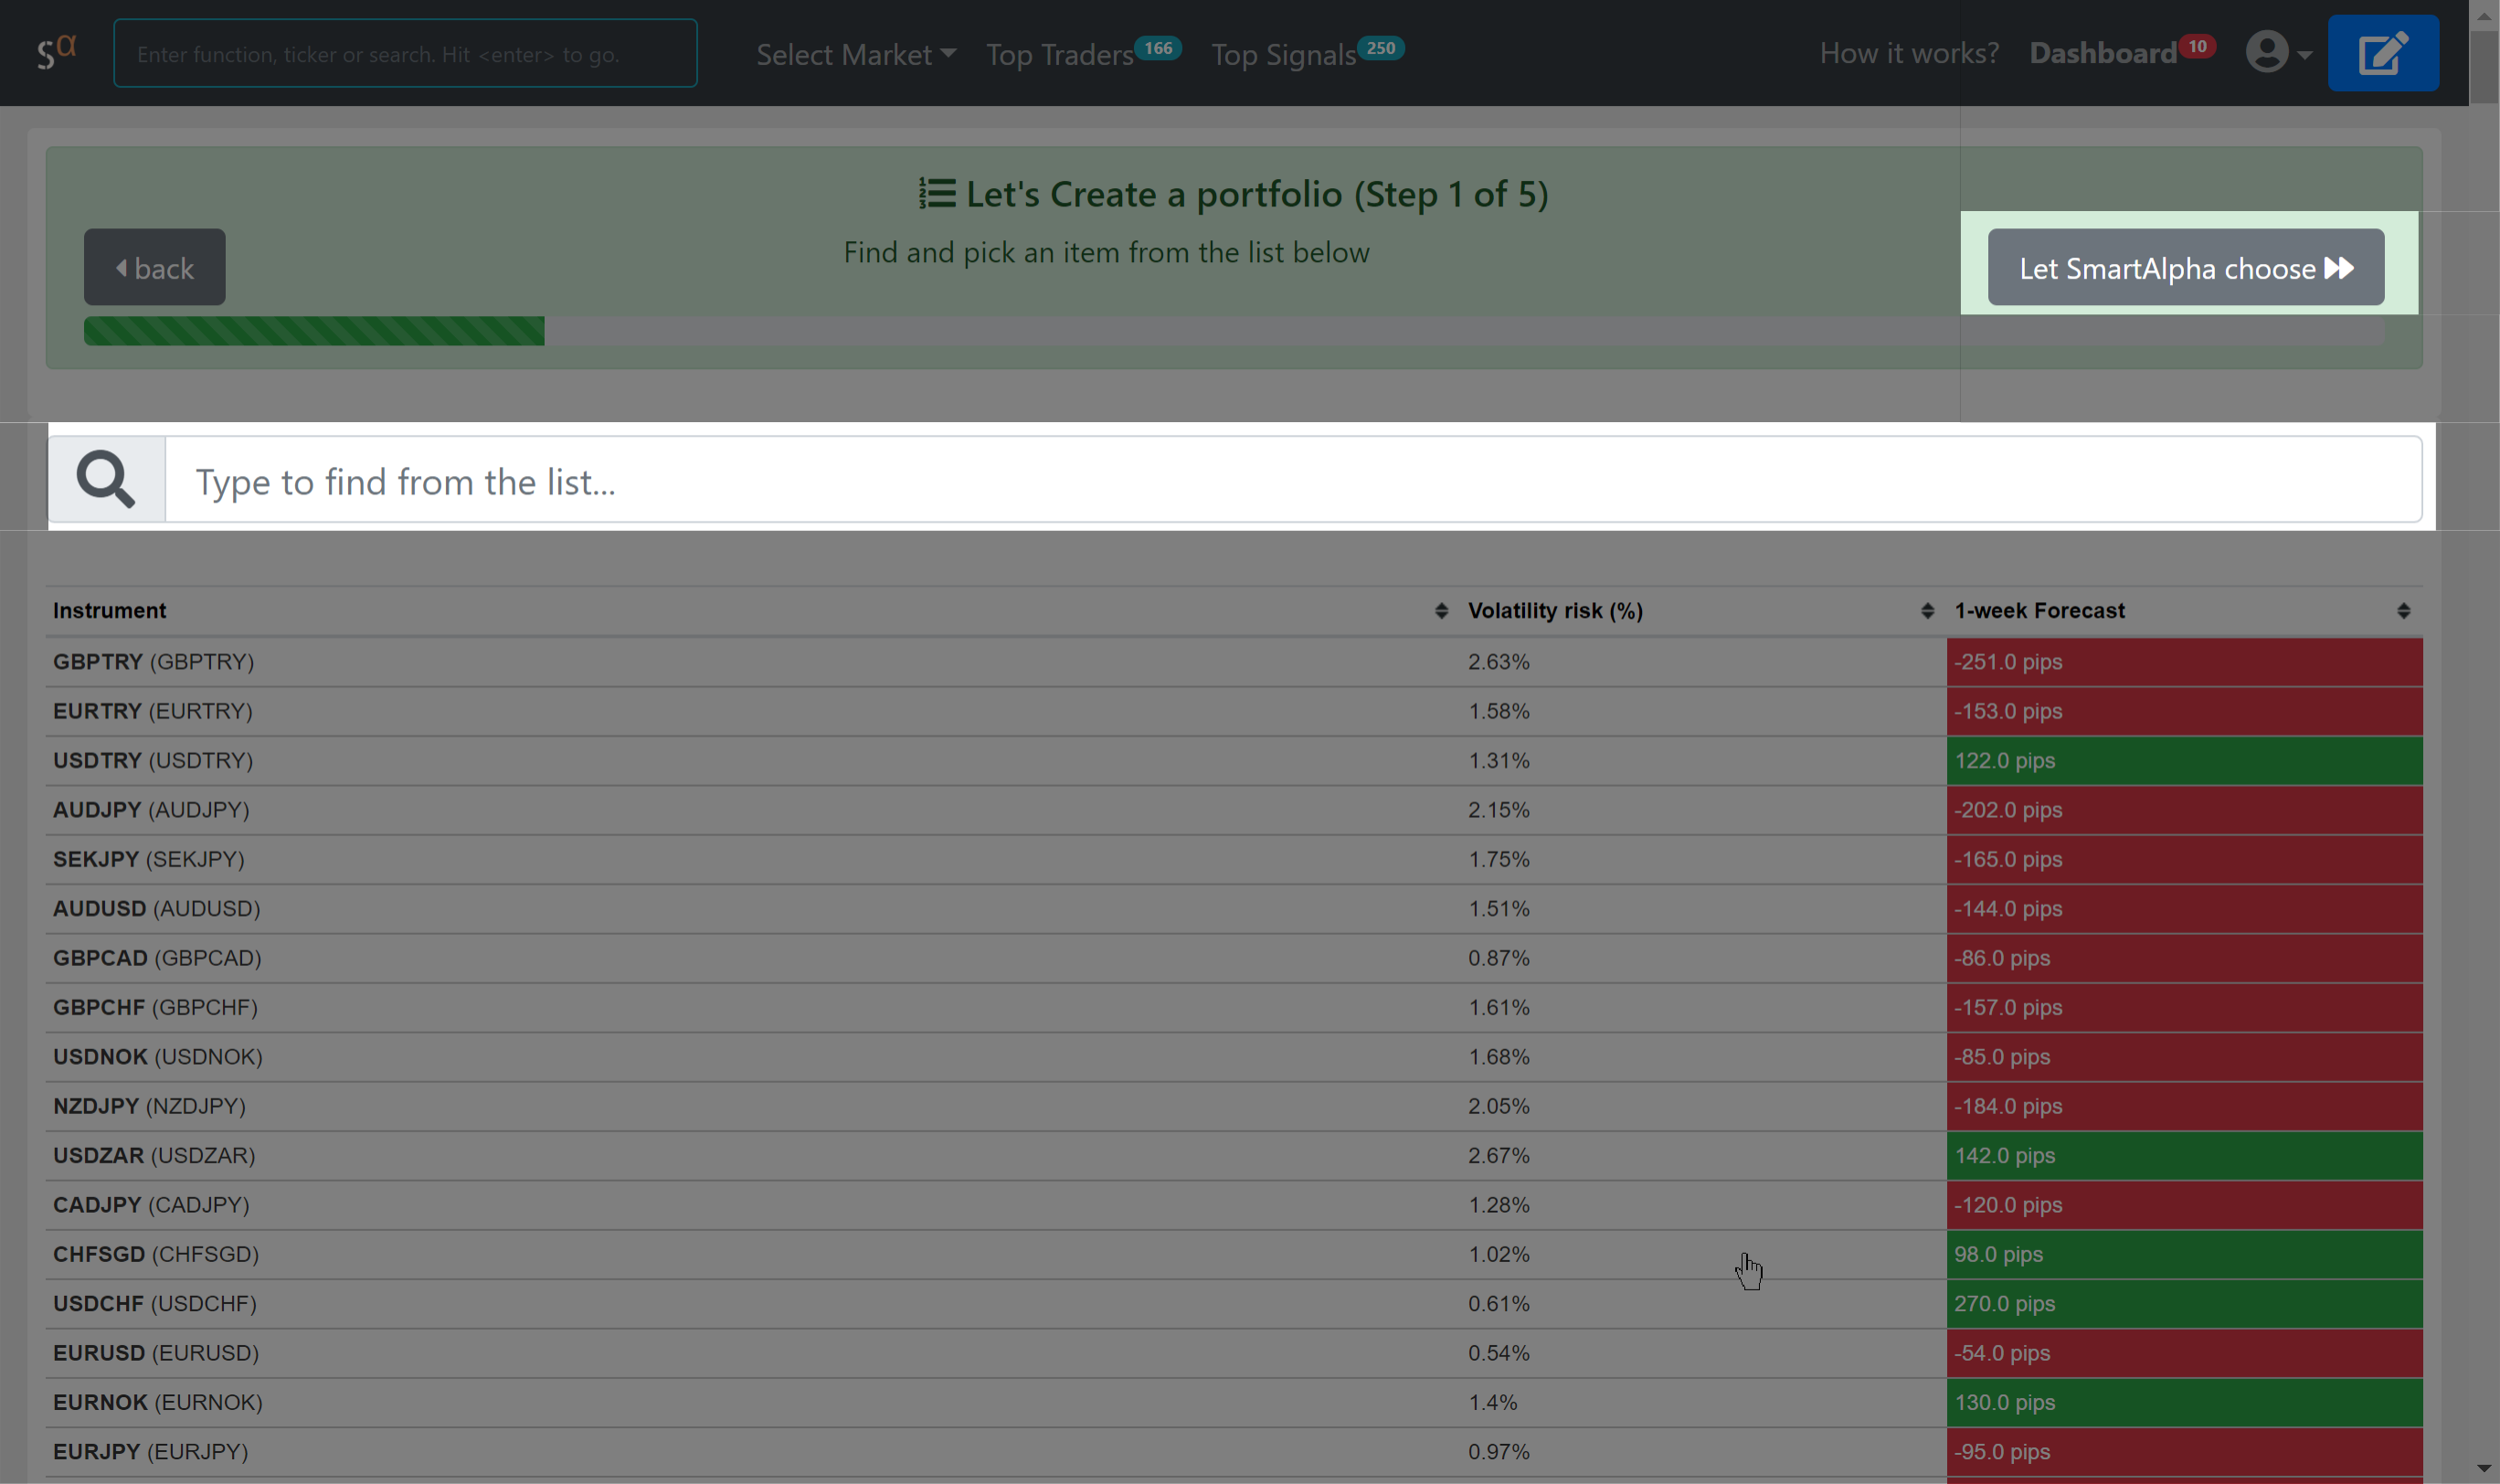 sα
Enter function, ticker or search. Hit <enter> to go.
Select Market
Top Traders 166
Top Signals 250
How it works?
Dashboard 10
Let's Create a portfolio (Step 1 of 5)
Find and pick an item from the list below
back
Let SmartAlpha choose
Type to find from the list...
Instrument Volatility risk (%) 1-week Forecast
GBPTRY (GBPTRY) 2.63% -251.0 pips
EURTRY (EURTRY) 1.58% -153.0 pips
USDTRY (USDTRY) 1.31% 122.0 pips
AUDJPY (AUDJPY) 2.15% -202.0 pips
SEKJPY (SEKJPY) 1.75% -165.0 pips
AUDUSD (AUDUSD) 1.51% -144.0 pips
GBPCAD (GBPCAD) 0.87% -86.0 pips
GBPCHF (GBPCHF) 1.61% -157.0 pips
USDNOK (USDNOK) 1.68% -85.0 pips
NZDJPY (NZDJPY) 2.05% -184.0 pips
USDZAR (USDZAR) 2.67% 142.0 pips
CADJPY (CADJPY) 1.28% -120.0 pips
CHFSGD (CHFSGD) 1.02% 98.0 pips
USDCHF (USDCHF) 0.61% 270.0 pips
EURUSD (EURUSD) 0.54% -54.0 pips
EURNOK (EURNOK) 1.4% 130.0 pips
EURJPY (EURJPY) 0.97% -95.0 pips